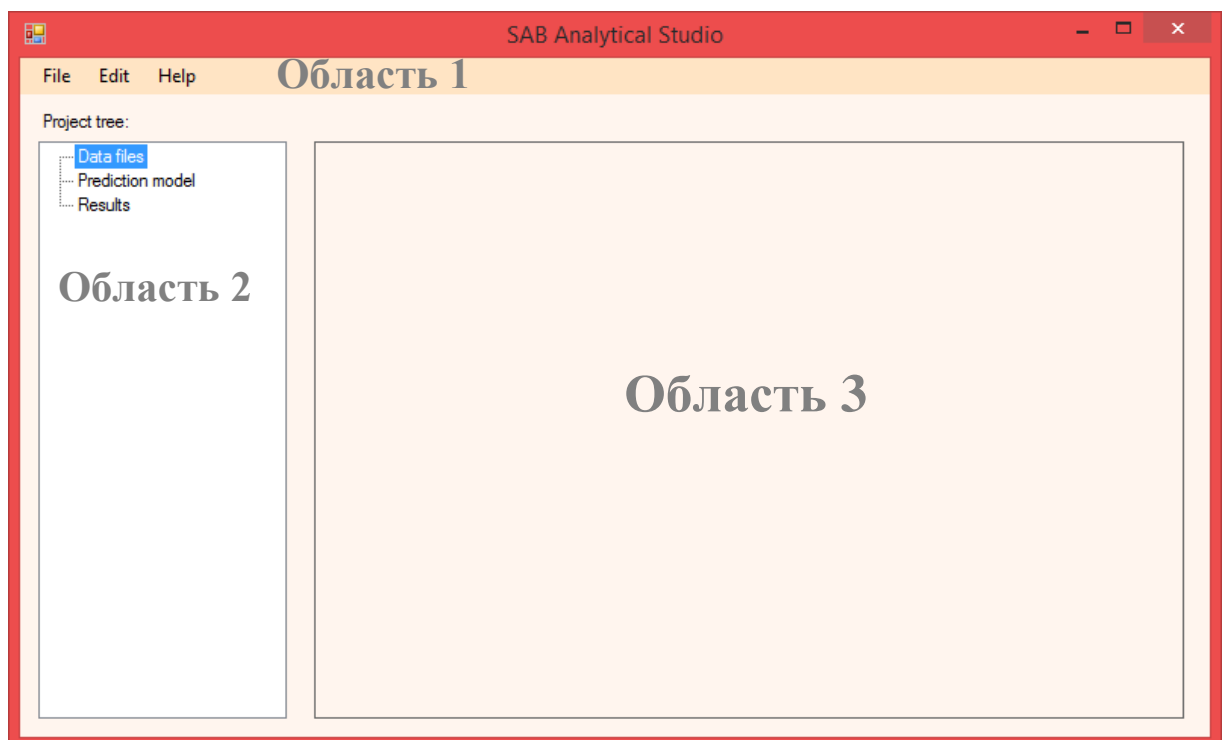 SAB Analytical Studio
File Edit Help Область 1
Project tree:
Data files
Prediction model
Results
Область 2
Область 3